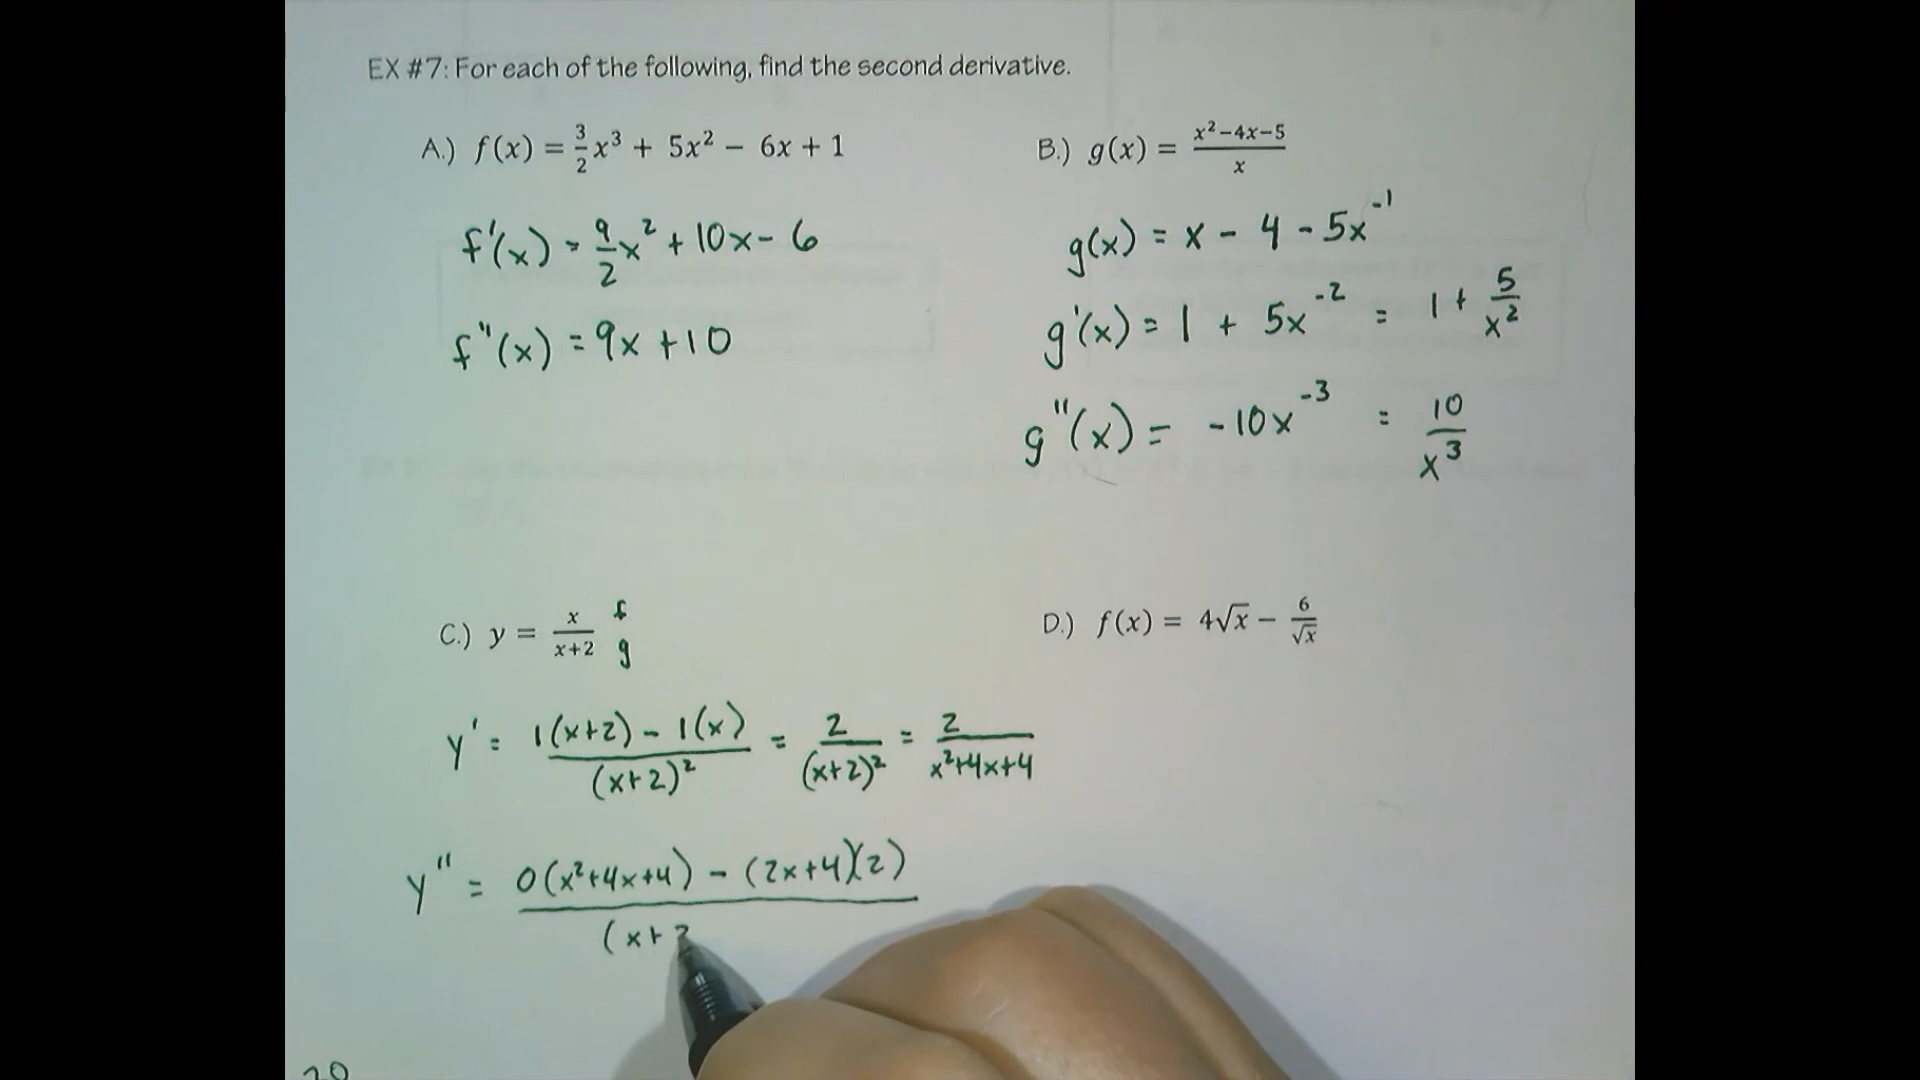 EX #7: For each of the following, find the second derivative.
A.) f(x) = 3/2 x³ + 5x² − 6x + 1
f'(x) = 9/2 x² + 10x − 6
f"(x) = 9x + 10
B.) g(x) = (x²−4x−5)/x
g(x) = x − 4 − 5x⁻¹
g'(x) = 1 + 5x⁻² = 1 + 5/x²
g"(x) = −10x⁻³ = 10/x³
C.) y = x/(x+2) f g
y' = (1(x+2) − 1(x))/(x+2)² = 2/(x+2)² = 2/(x²+4x+4)
y" = (0(x²+4x+4) − (2x+4)(2))/(x+2
D.) f(x) = 4√x − 6/√x